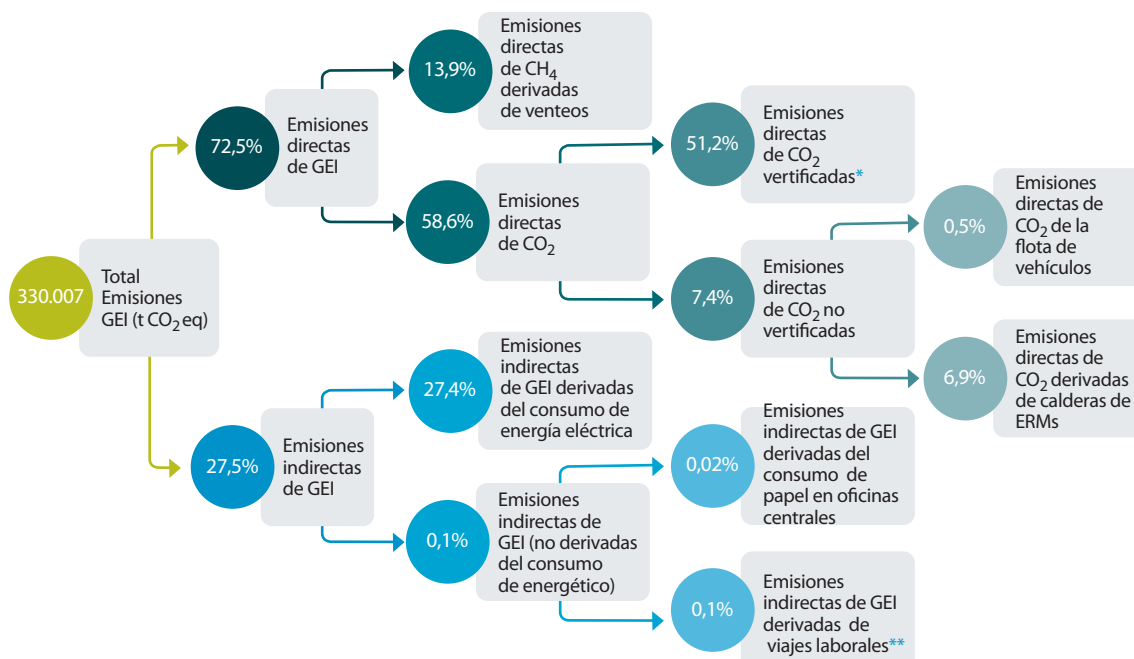 330.007
Total
Emisiones
GEI (t CO₂ eq)
72,5%
Emisiones
directas
de GEI
13,9%
Emisiones
directas
de CH₄
derivadas
de venteos
58,6%
Emisiones
directas
de CO₂
51,2%
Emisiones
directas
de CO₂
vertificadas*
7,4%
Emisiones
directas
de CO₂ no
vertificadas
0,5%
Emisiones
directas de
CO₂ de la
flota de
vehículos
6,9%
Emisiones
directas de
CO₂ derivadas
de calderas de
ERMs
27,5%
Emisiones
indirectas
de GEI
27,4%
Emisiones
indirectas
de GEI derivadas
del consumo de
energía eléctrica
0,1%
Emisiones
indirectas de
GEI (no derivadas
del consumo
de energético)
0,02%
Emisiones
indirectas de GEI
derivadas del
consumo de
papel en oficinas
centrales
0,1%
Emisiones
indirectas de GEI
derivadas de
viajes laborales**